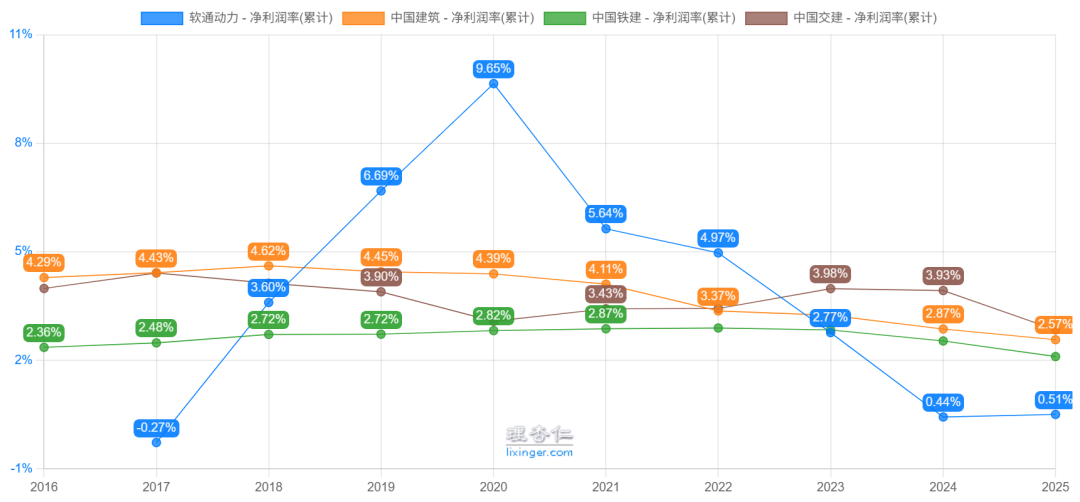 软通动力 - 净利润率(累计) 中国建筑 - 净利润率(累计) 中国铁建 - 净利润率(累计) 中国交建 - 净利润率(累计)
11%
9.65%
8%
6.69%
5.64%
4.97%
5%
4.29% 4.43% 4.62% 4.45% 4.39% 4.11%
3.60% 3.90% 3.43% 3.37% 3.98% 3.93%
2.36% 2.48% 2.72% 2.72% 2.82% 2.87% 2.77% 2.87% 2.57%
2%
-0.27% 0.44% 0.51%
理杏仁
lixinger.com
-1%
2016 2017 2018 2019 2020 2021 2022 2023 2024 2025